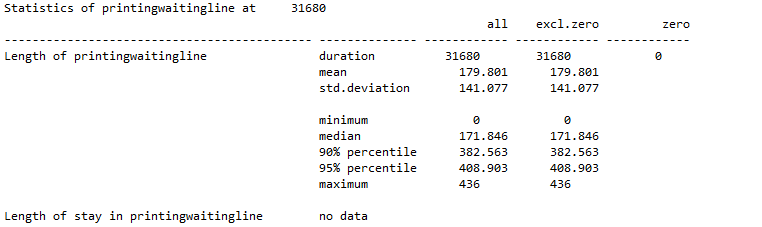 Statistics of printingwaitingline at     31680
                                                                     all    excl.zero         zero
----------------------------------------- -------------- ------------ ------------ ------------
Length of printingwaitingline             duration          31680        31680            0
                                          mean                179.801      179.801
                                          std.deviation       141.077      141.077
                                          minimum               0            0
                                          median              171.846      171.846
                                          90% percentile      382.563      382.563
                                          95% percentile      408.903      408.903
                                          maximum             436          436
Length of stay in printingwaitingline     no data